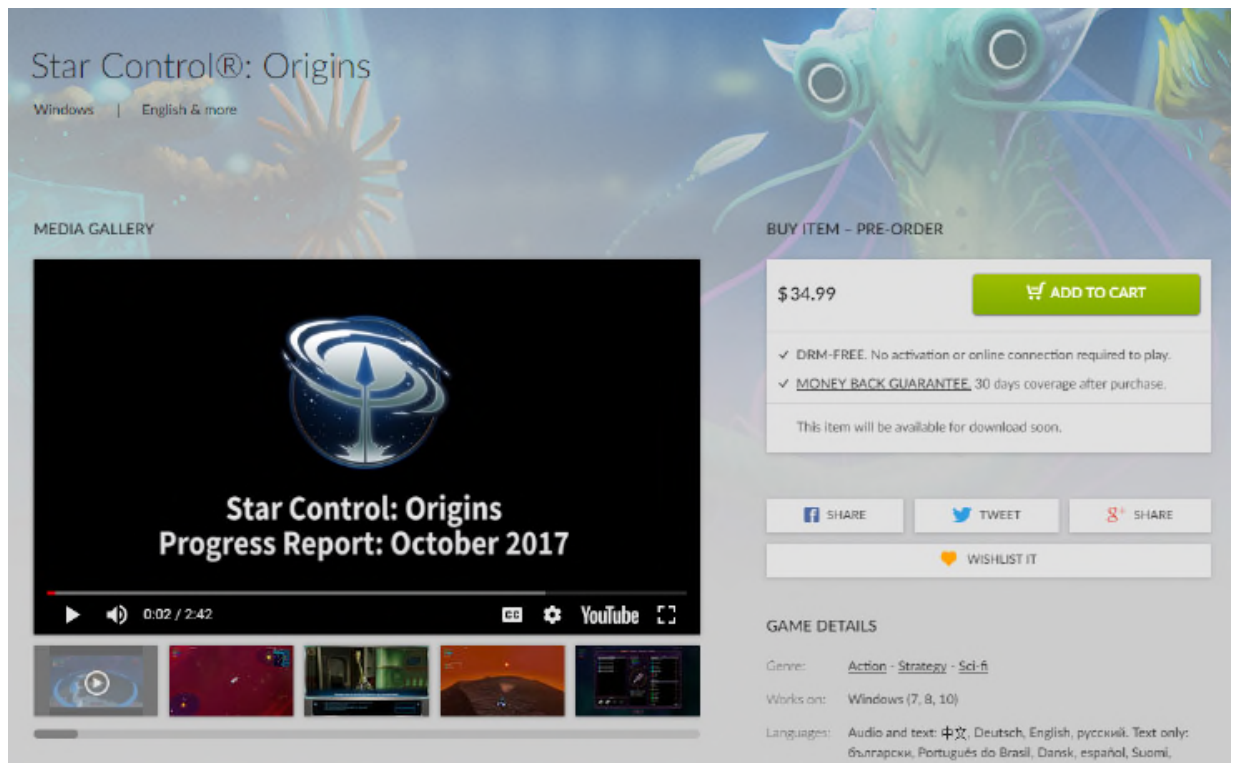 Star Control®: Origins
Windows | English & more
MEDIA GALLERY
Star Control: Origins
Progress Report: October 2017
0:02 / 2:42
CC
YouTube
BUY ITEM – PRE-ORDER
$ 34.99
ADD TO CART
✓ DRM-FREE. No activation or online connection required to play.
✓ MONEY BACK GUARANTEE. 30 days coverage after purchase.
This item will be available for download soon.
SHARE
TWEET
g+ SHARE
WISHLIST IT
GAME DETAILS
Genre: Action - Strategy - Sci-fi
Works on: Windows (7, 8, 10)
Languages: Audio and text: 中文, Deutsch, English, русский. Text only:
български, Português do Brasil, Dansk, español, Suomi,